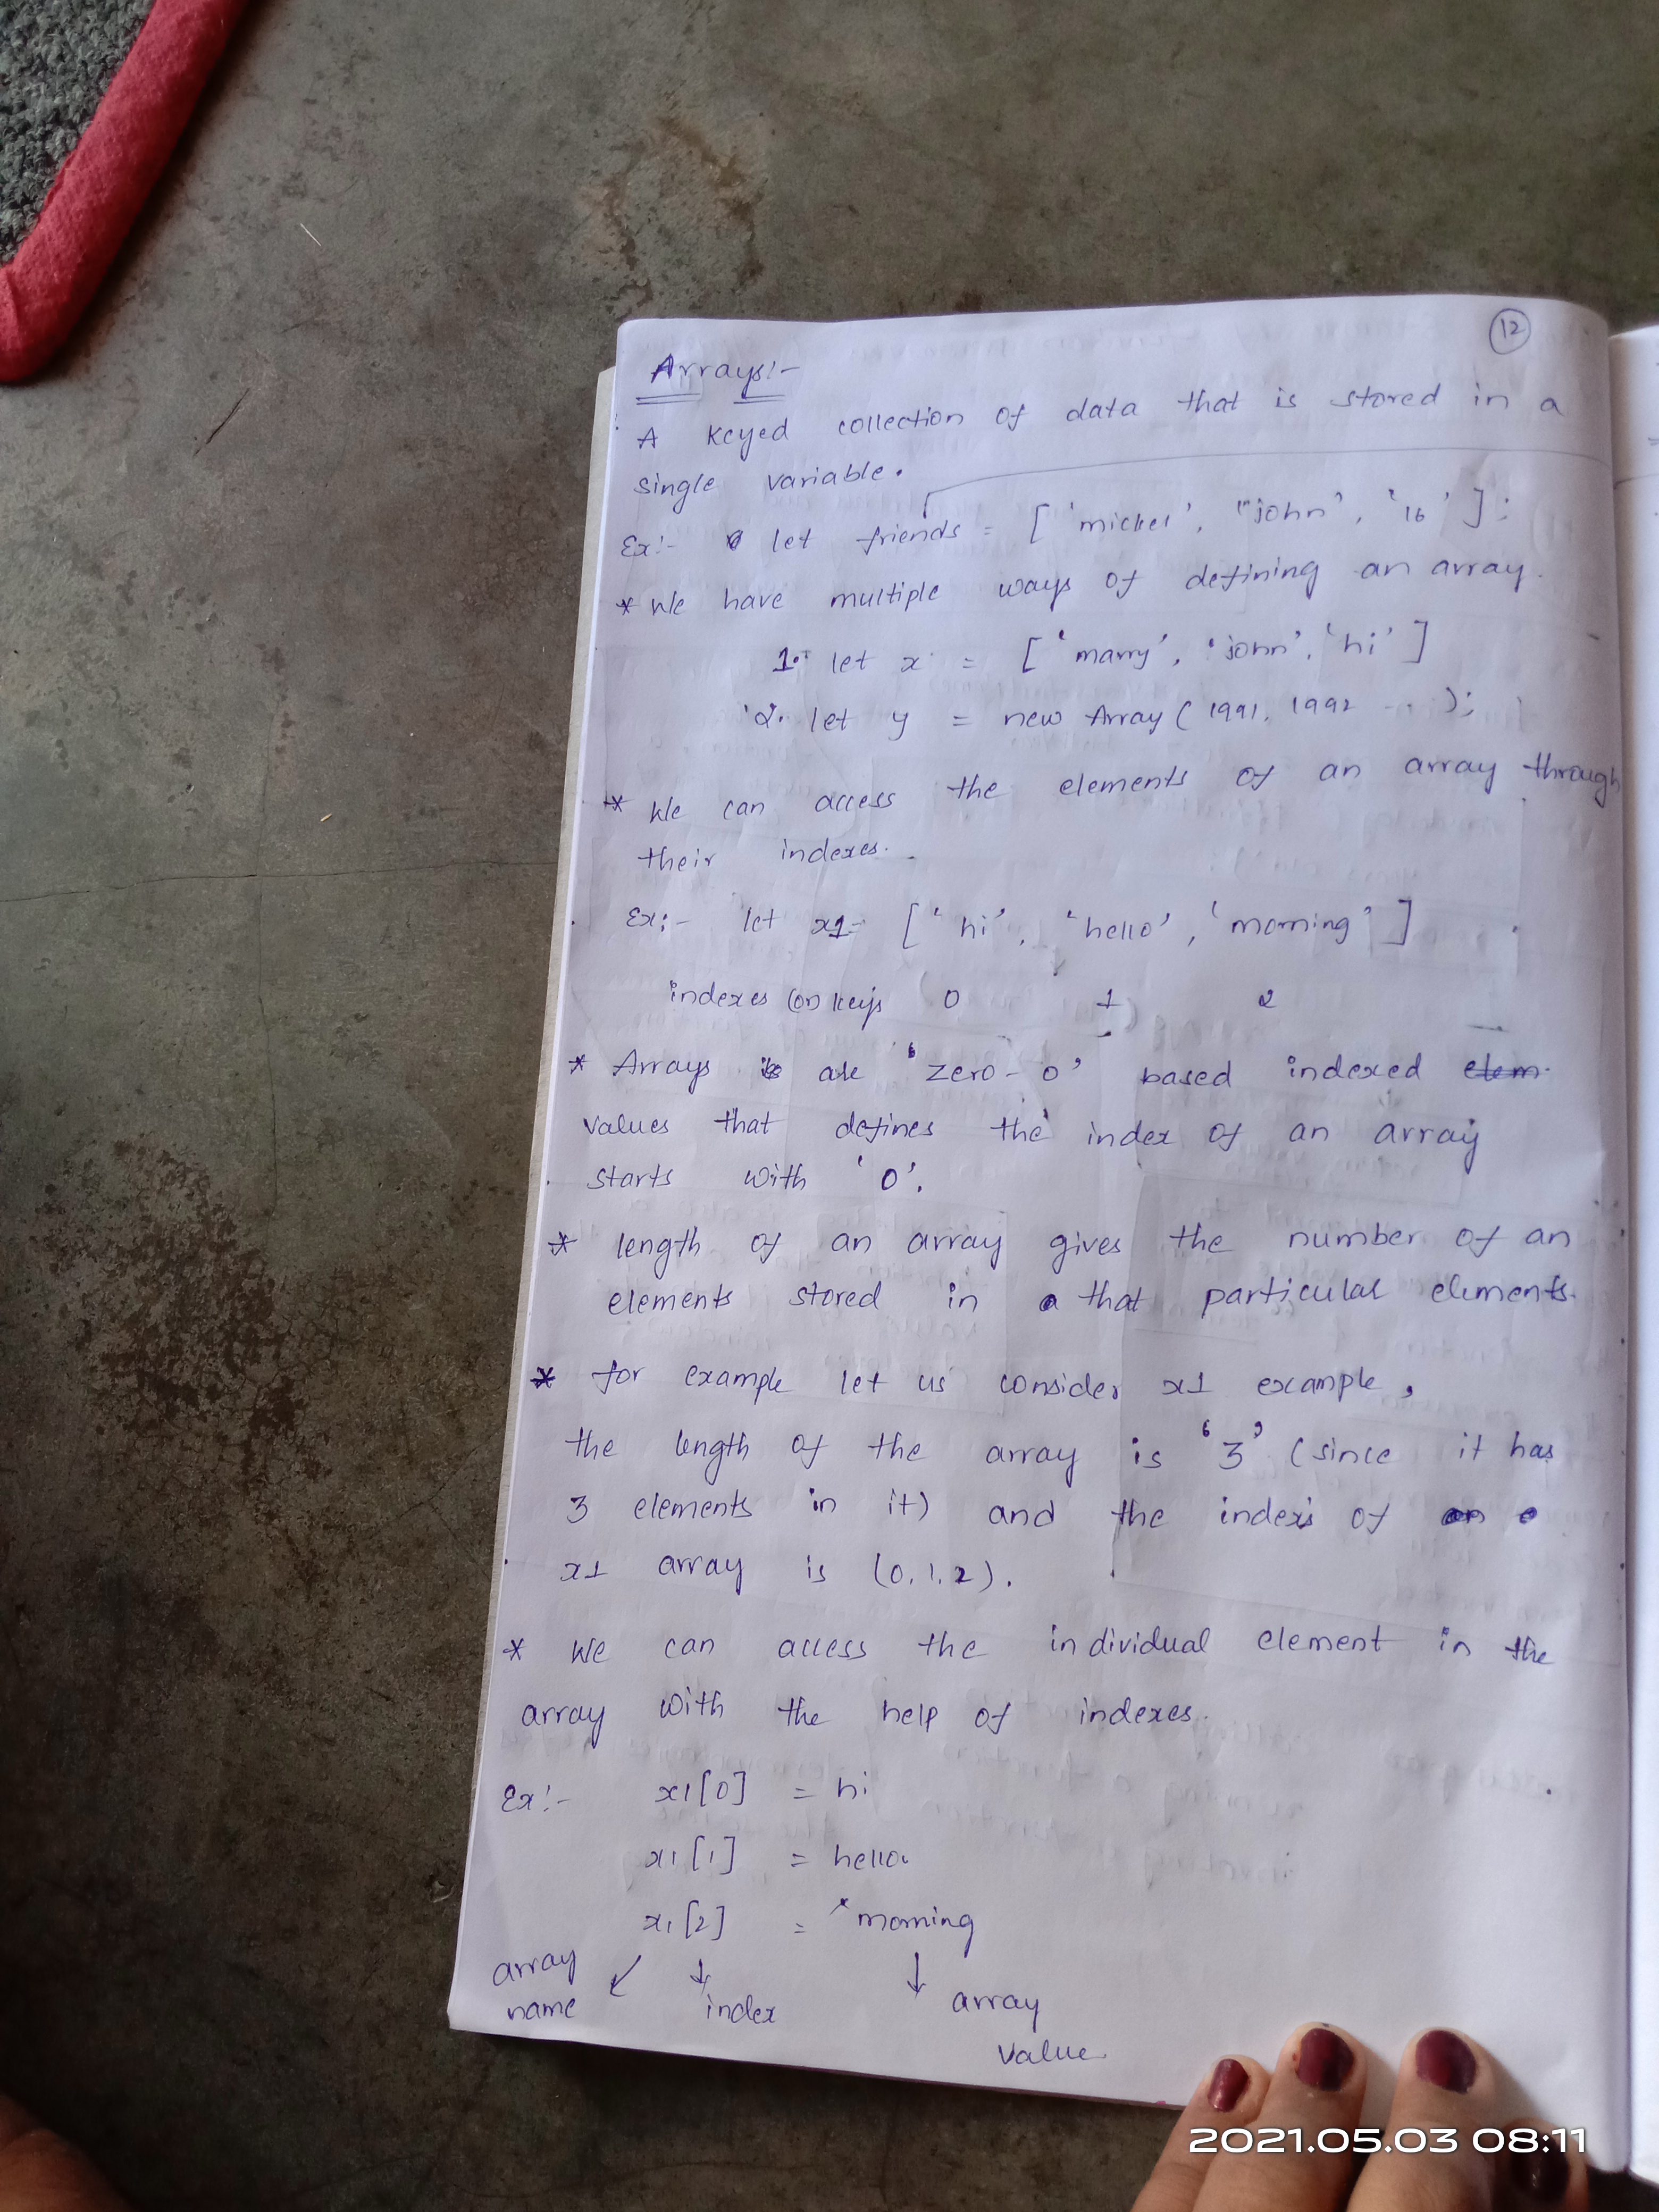 12
Arrays:-
A keyed collection of data that is stored in a
single variable.
Ex:- let friends = ['michel', "john', '16'];
* We have multiple ways of defining an array.
1. let x = ['marry', 'john', 'hi']
2. let y = new Array(1991, 1992 ...);
* We can access the elements of an array through
their indexes.
Ex:- let x1= ['hi', 'hello', 'morning']
indexes (or) keys 0 1 2
* Arrays are 'zero-0' based indexed elem
values that defines the index of an array
starts with '0'.
* length of an array gives the number of an
elements stored in that particular elements.
* for example let us consider x1 example,
the length of the array is '3' (since it has
3 elements in it) and the indexs of
x1 array is (0,1,2).
* We can access the individual element in the
array with the help of indexes.
Ex:- x1[0] = hi
x1[1] = hello
x1[2] = morning
array name
index
array value
2021.05.03 08:11